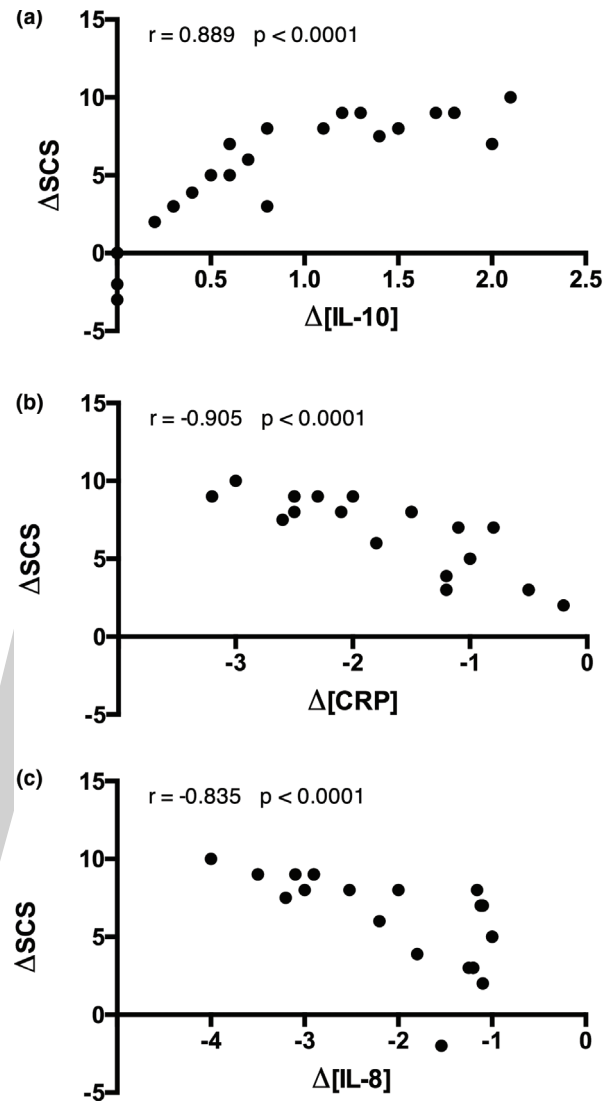 (a)
15
r = 0.889 p < 0.0001
10
ΔSCS
5
0
0.5 1.0 1.5 2.0 2.5
Δ[IL-10]
-5
(b)
15
r = -0.905 p < 0.0001
10
ΔSCS
5
0
-3 -2 -1 0
Δ[CRP]
-5
(c)
15
r = -0.835 p < 0.0001
10
ΔSCS
5
0
-4 -3 -2 -1 0
Δ[IL-8]
-5